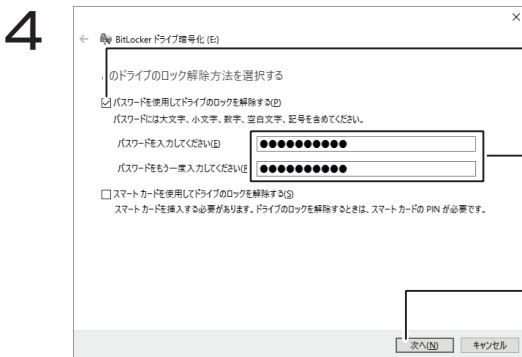 4
BitLocker ドライブ暗号化 (E:)
のドライブのロック解除方法を選択する
パスワードを使用してドライブのロックを解除する(P)
パスワードには大文字、小文字、数字、空白文字、記号を含めてください。
パスワードを入力してください(E)
パスワードをもう一度入力してください(
スマート カードを使用してドライブのロックを解除する(S)
スマート カードを挿入する必要があります。ドライブのロックを解除するときは、スマート カードの PIN が必要です。
次へ(N) キャンセル